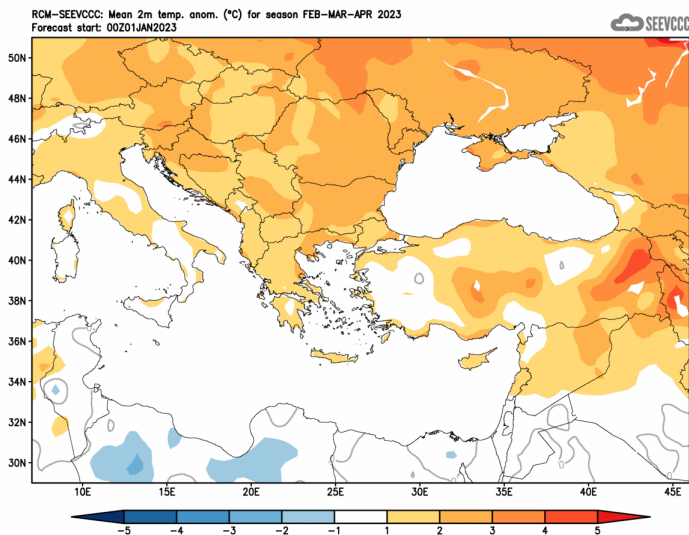 RCM-SEEVCCC: Mean 2m temp. anom. (°C) for season FEB-MAR-APR 2023
Forecast start: 00Z01JAN2023
SEEVCCC
50N
48N
46N
44N
42N
40N
38N
36N
34N
32N
30N
10E 15E 20E 25E 30E 35E 40E 45E
-5 -4 -3 -2 -1 1 2 3 4 5